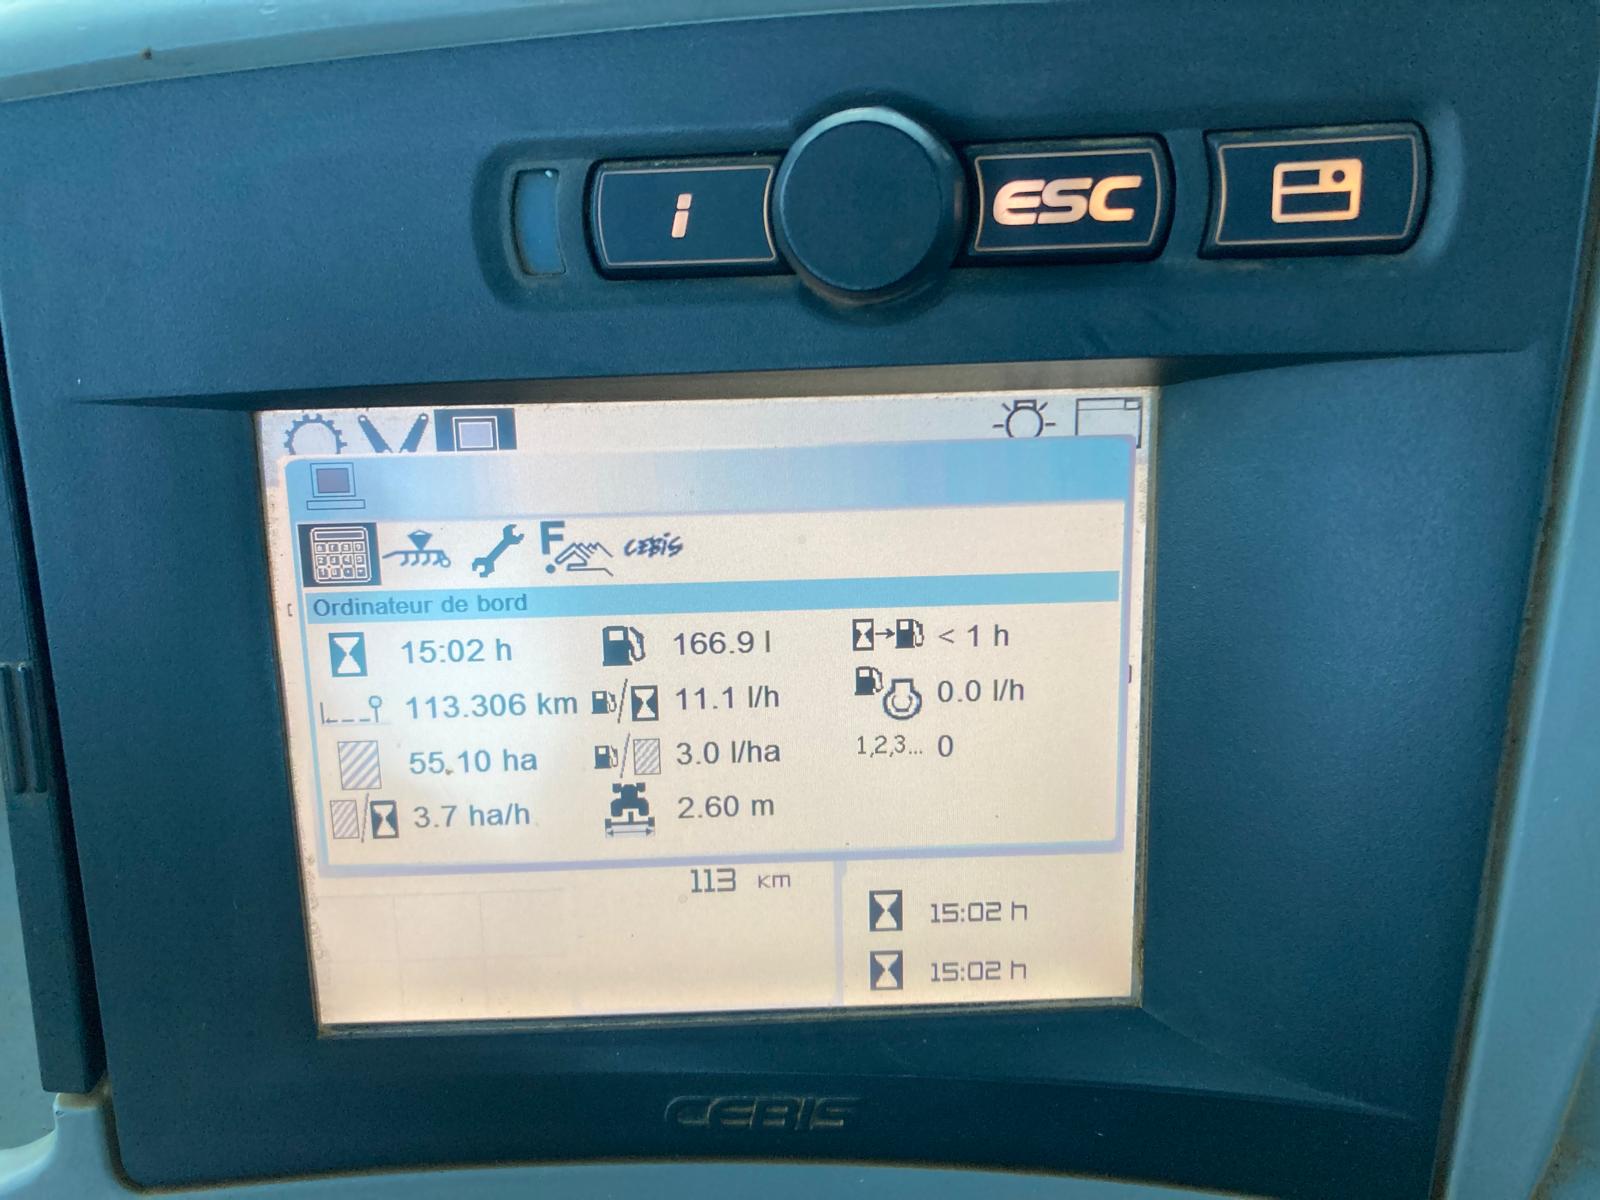 i
ESC
F
CEBIS
Ordinateur de bord
15:02 h
166.9 l
< 1 h
113.306 km
11.1 l/h
0.0 l/h
55.10 ha
3.0 l/ha
1,2,3... 0
3.7 ha/h
2.60 m
113 km
15:02 h
15:02 h
CEBIS